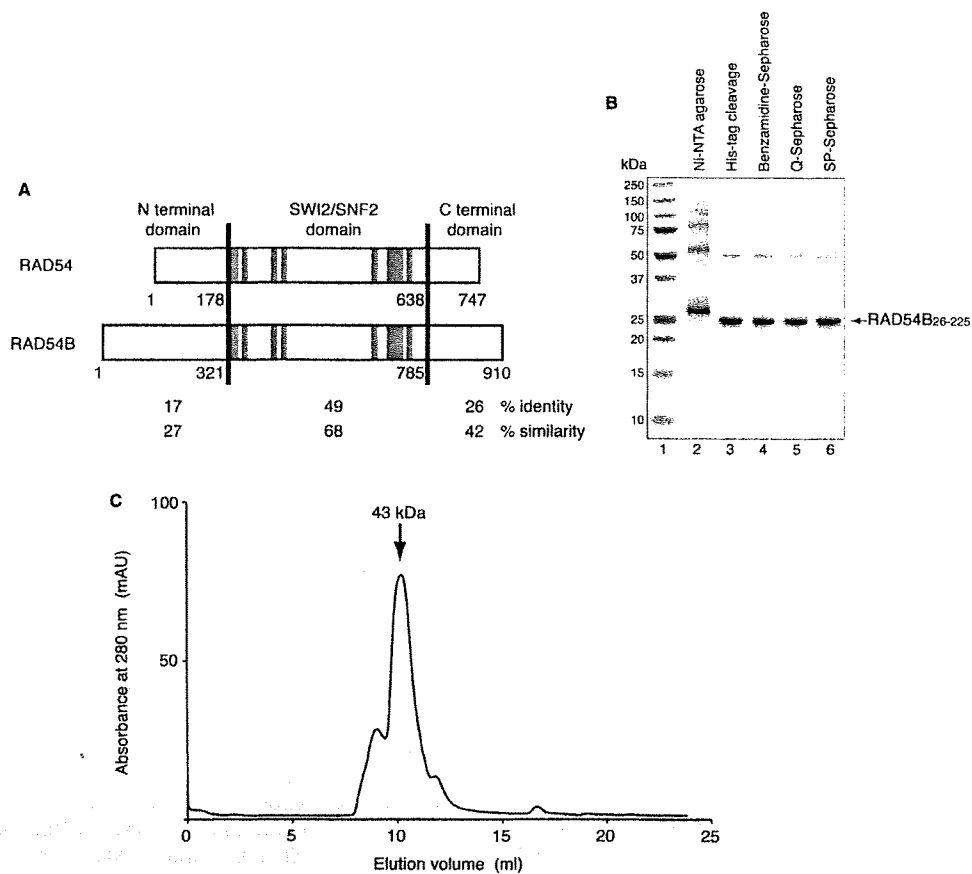 A
N terminal domain
SWI2/SNF2 domain
C terminal domain
RAD54
1 178 638 747
RAD54B
1 321 785 910
17 49 26 % identity
27 68 42 % similarity
B
kDa
Ni-NTA agarose
His-tag cleavage
Benzamidine-Sepharose
Q-Sepharose
SP-Sepharose
250
150
100
75
50
37
25
20
15
10
RAD54B26-225
1 2 3 4 5 6
C
43 kDa
Absorbance at 280 nm (mAU)
100
50
0
0 5 10 15 20 25
Elution volume (ml)